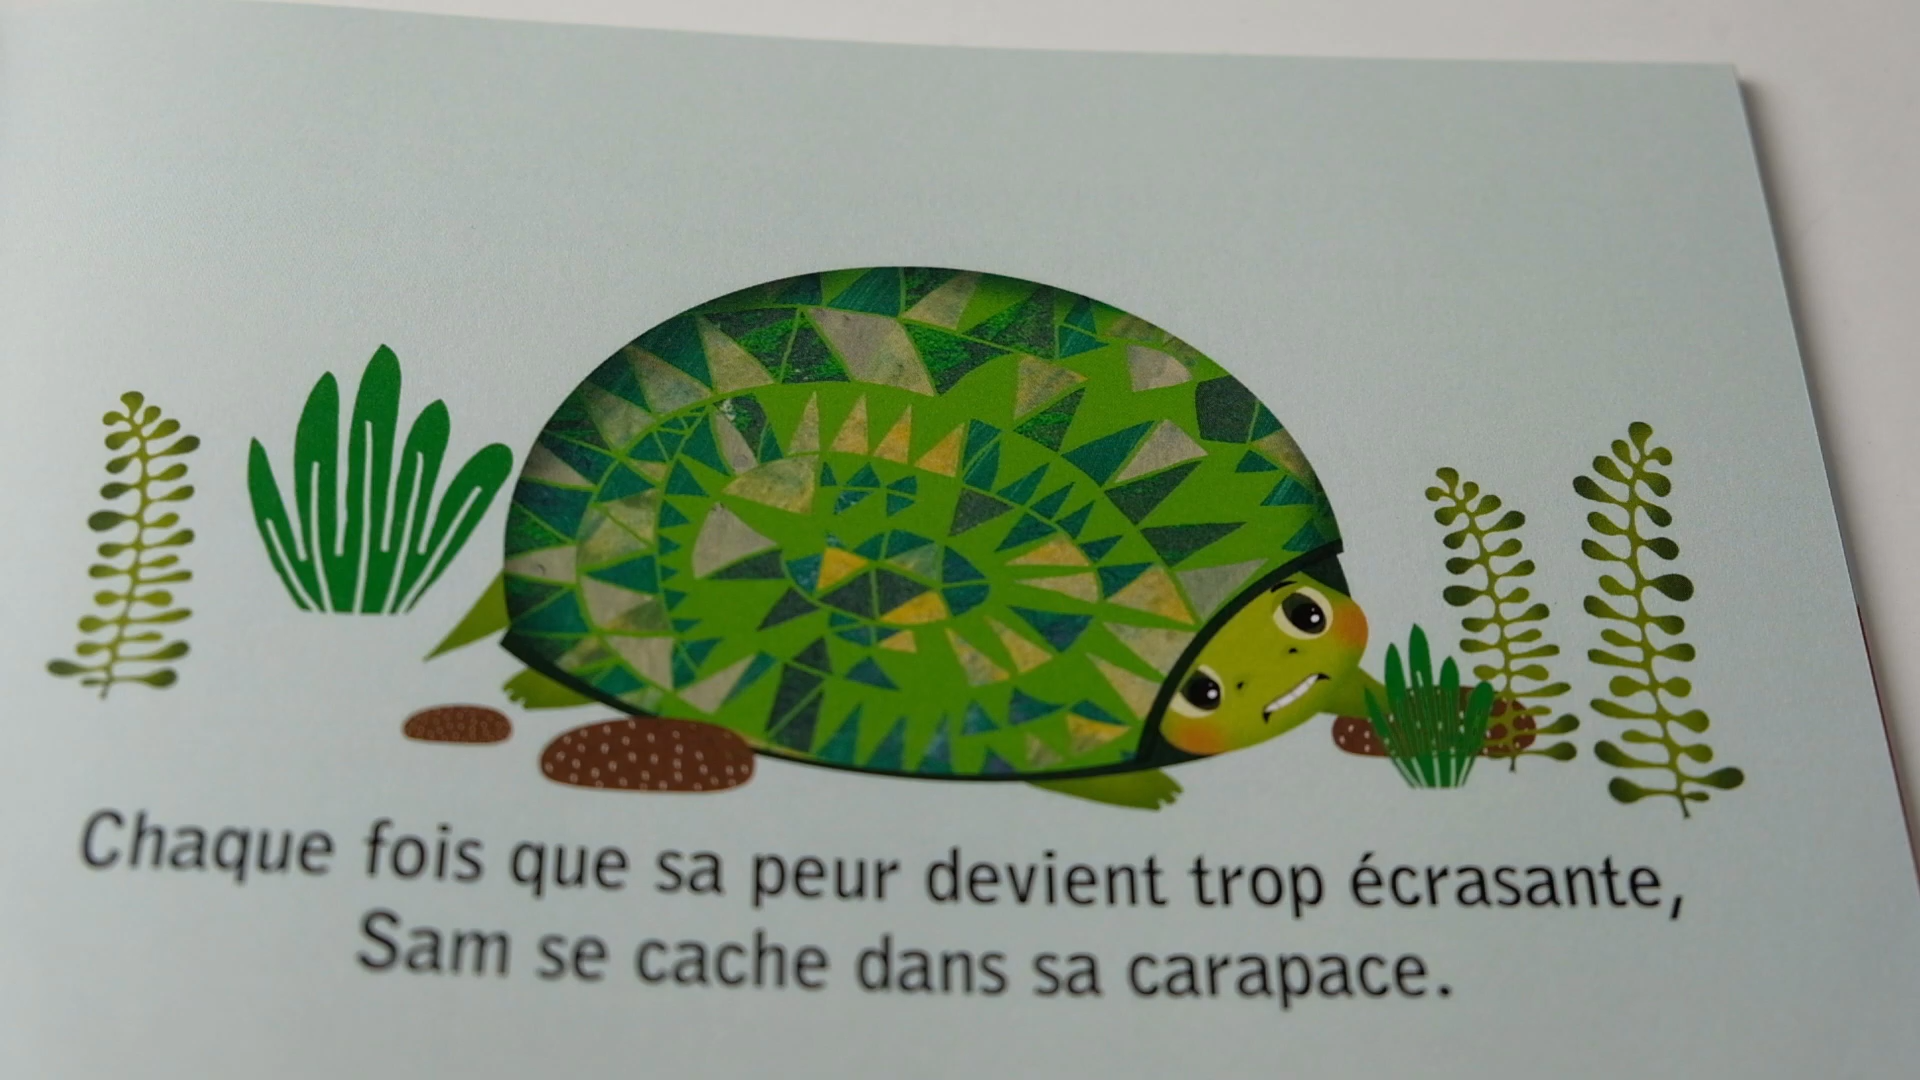 Chaque fois que sa peur devient trop écrasante,
Sam se cache dans sa carapace.